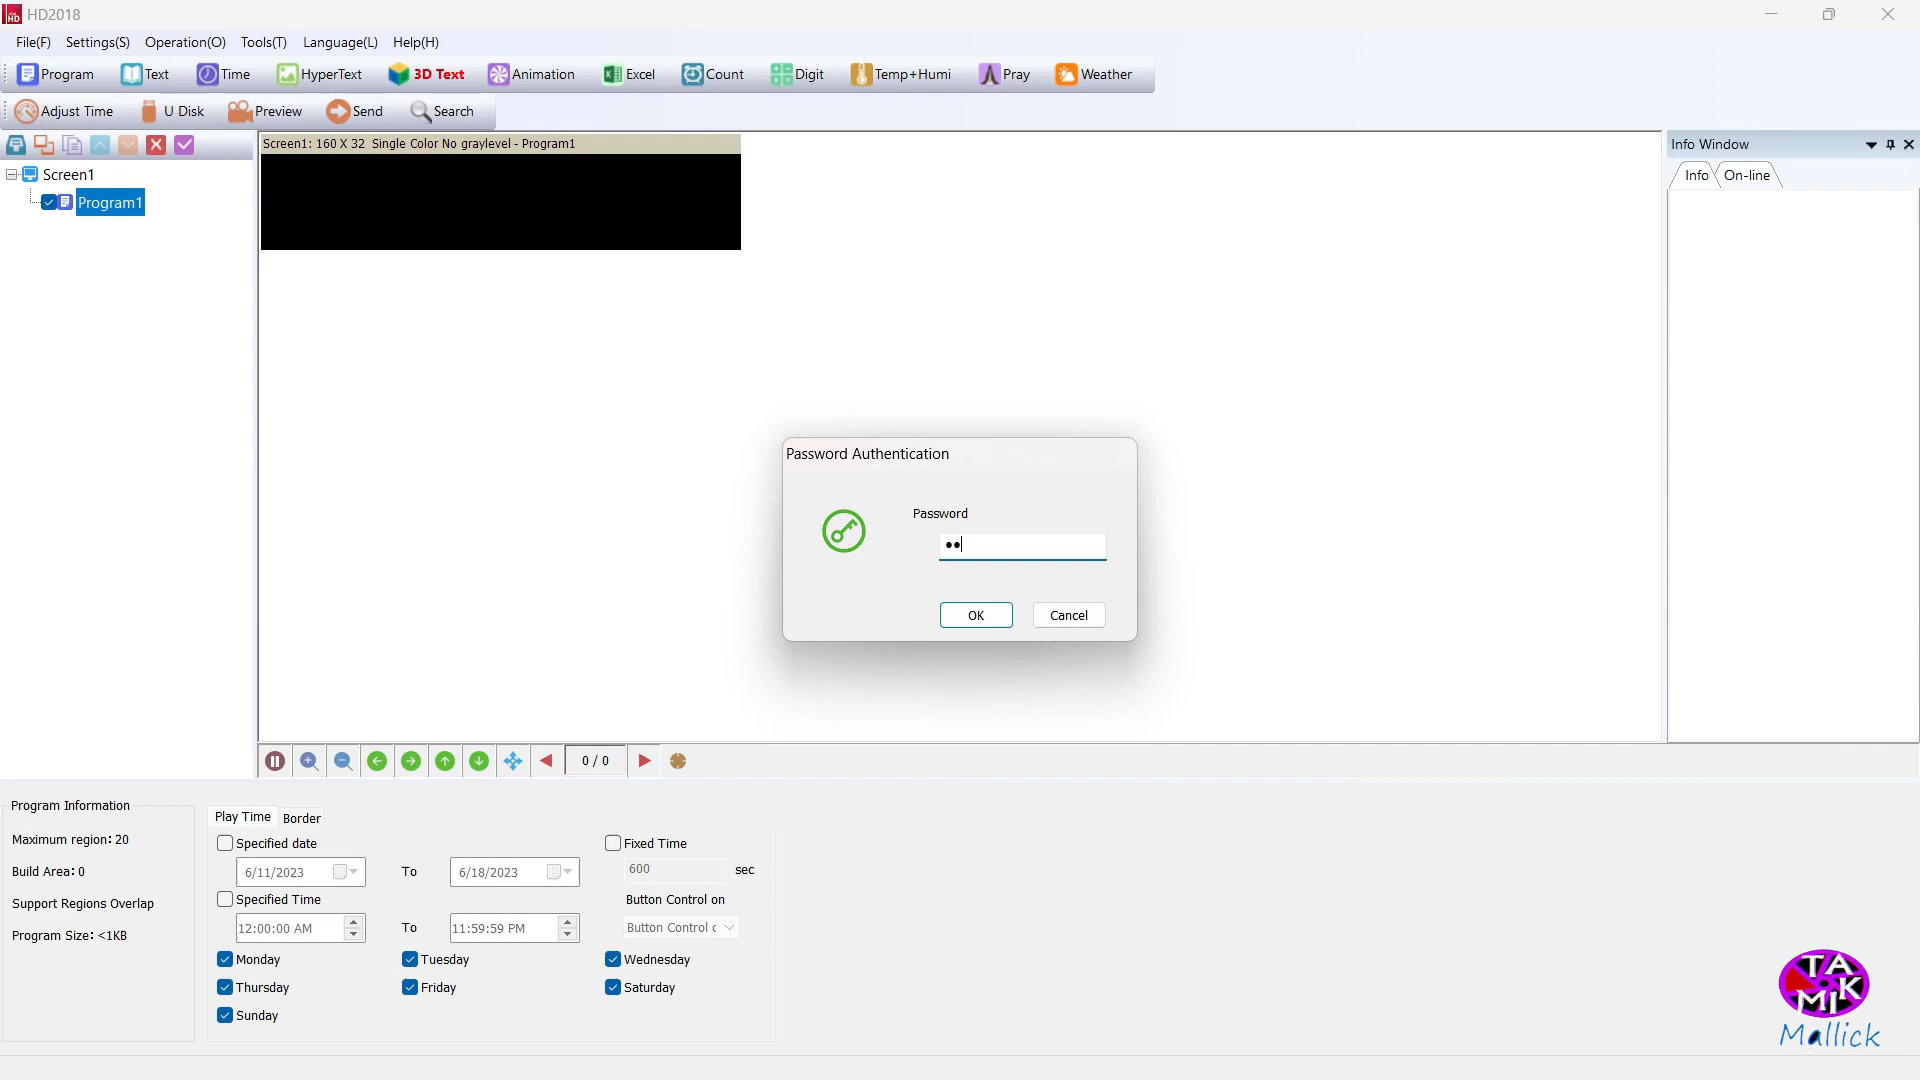 HD2018
File(F) Settings(S) Operation(O) Tools(T) Language(L) Help(H)
Program Text Time HyperText 3D Text Animation Excel Count Digit Temp+Humi Pray Weather
Adjust Time U Disk Preview Send Search
Screen1
Program1
Screen1: 160 X 32 Single Color No graylevel - Program1
Info Window
Info On-line
Password Authentication
Password
OK Cancel
0 / 0
Program Information
Maximum region: 20
Build Area: 0
Support Regions Overlap
Program Size: <1KB
Play Time Border
Specified date
6/11/2023 To 6/18/2023
Specified Time
12:00:00 AM To 11:59:59 PM
Fixed Time
600 sec
Button Control on
Button Control c
Monday Tuesday Wednesday
Thursday Friday Saturday
Sunday
TA
MIK
Mallick